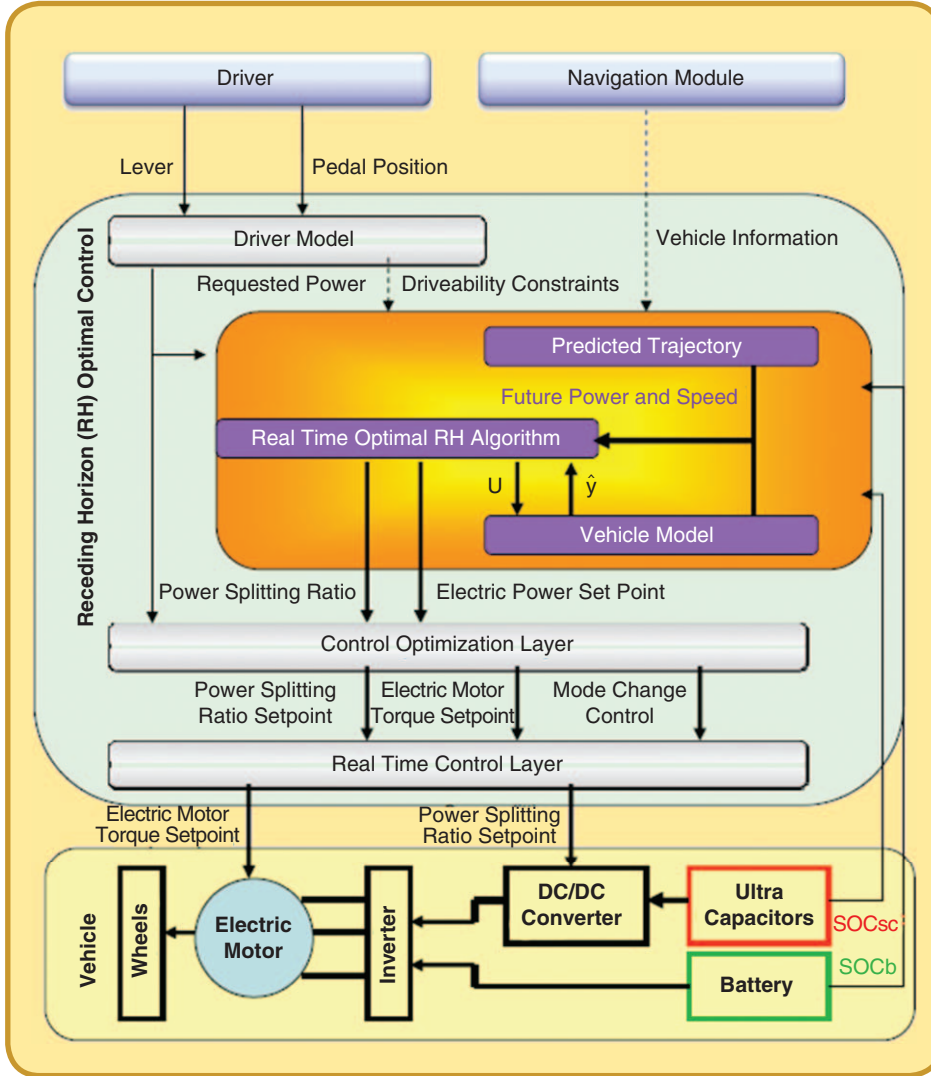 Driver
Navigation Module
Lever
Pedal Position
Receding Horizon (RH) Optimal Control
Driver Model
Vehicle Information
Requested Power
Driveability Constraints
Predicted Trajectory
Future Power and Speed
Real Time Optimal RH Algorithm
U
ŷ
Vehicle Model
Power Splitting Ratio
Electric Power Set Point
Control Optimization Layer
Power Splitting
Ratio Setpoint
Electric Motor
Torque Setpoint
Mode Change
Control
Real Time Control Layer
Electric Motor
Torque Setpoint
Power Splitting
Ratio Setpoint
Vehicle
Wheels
Electric
Motor
Inverter
DC/DC
Converter
Ultra
Capacitors
SOCsc
Battery
SOCb